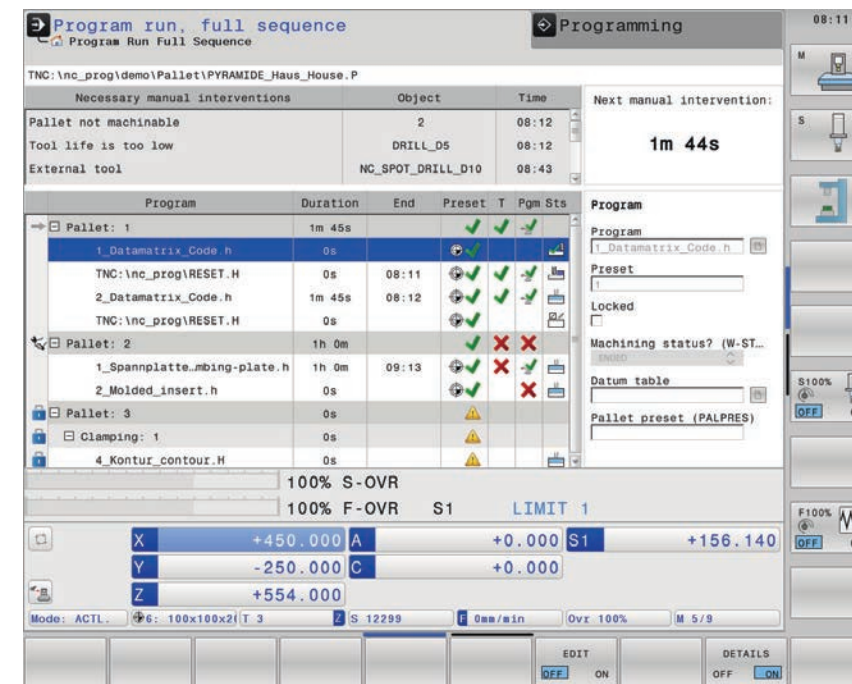 Program run, full sequence
Programming
08:11
Program Run Full Sequence
M
TNC:\nc_prog\demo\Pallet\PYRAMIDE_Haus_House.P
Necessary manual interventions Object Time
Next manual intervention:
Pallet not machinable 2 08:12
S
1m 44s
Tool life is too low DRILL_D5 08:12
External tool NC_SPOT_DRILL_D10 08:43
Program Duration End Preset T Pgm Sts
Program
Pallet: 1 1m 45s
Program
1_Datamatrix_Code.h 0s
1_Datamatrix_Code.h
TNC:\nc_prog\RESET.H 0s 08:11
Preset
1
2_Datamatrix_Code.h 1m 45s 08:12
Locked
TNC:\nc_prog\RESET.H 0s
Pallet: 2 1h 0m
Machining status? (W-ST…
ENDED
1_Spannplatte…mbing-plate.h 1h 0m 09:13
Datum table
2_Molded_insert.h 0s
S100%
OFF
Pallet: 3 0s
Pallet preset (PALPRES)
Clamping: 1 0s
4_Kontur_contour.H 0s
100% S-OVR
100% F-OVR S1 LIMIT 1
F100%
OFF
X +450.000 A +0.000 S1 +156.140
Y -250.000 C +0.000
Z +554.000
Mode: ACTL. 6: 100x100x2 T 3 Z S 12299 F 0mm/min Ovr 100% M 5/9
EDIT
OFF ON
DETAILS
OFF ON